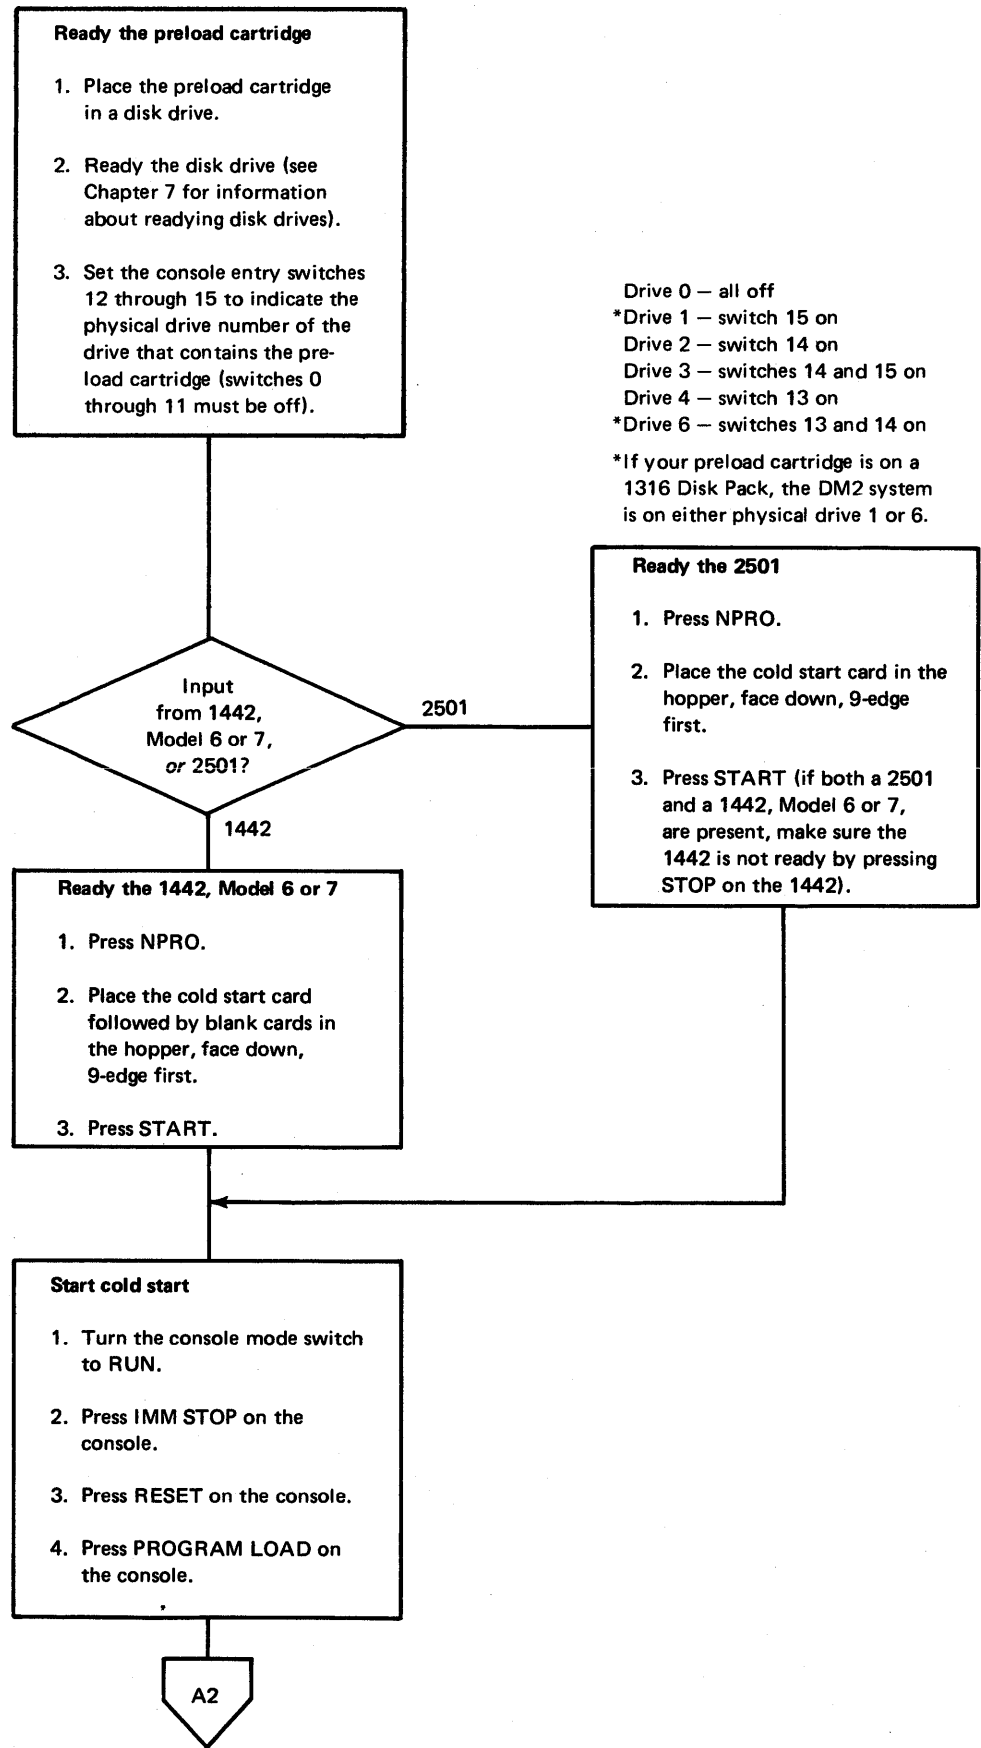 Ready the preload cartridge
1. Place the preload cartridge
in a disk drive.
2. Ready the disk drive (see
Chapter 7 for information
about readying disk drives).
3. Set the console entry switches
12 through 15 to indicate the
physical drive number of the
drive that contains the pre-
load cartridge (switches 0
through 11 must be off).
Drive 0 — all off
*Drive 1 — switch 15 on
Drive 2 — switch 14 on
Drive 3 — switches 14 and 15 on
Drive 4 — switch 13 on
*Drive 6 — switches 13 and 14 on
*If your preload cartridge is on a
1316 Disk Pack, the DM2 system
is on either physical drive 1 or 6.
Input
from 1442,
Model 6 or 7,
or 2501?
2501
Ready the 2501
1. Press NPRO.
2. Place the cold start card in the
hopper, face down, 9-edge
first.
3. Press START (if both a 2501
and a 1442, Model 6 or 7,
are present, make sure the
1442 is not ready by pressing
STOP on the 1442).
1442
Ready the 1442, Model 6 or 7
1. Press NPRO.
2. Place the cold start card
followed by blank cards in
the hopper, face down,
9-edge first.
3. Press START.
Start cold start
1. Turn the console mode switch
to RUN.
2. Press IMM STOP on the
console.
3. Press RESET on the console.
4. Press PROGRAM LOAD on
the console.
A2